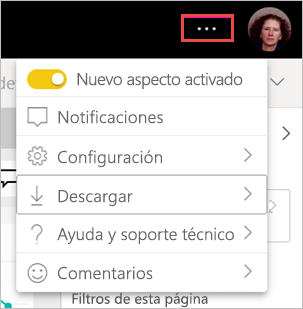 Nuevo aspecto activado
Notificaciones
Configuración
Descargar
Ayuda y soporte técnico
Comentarios
Filtros de esta página